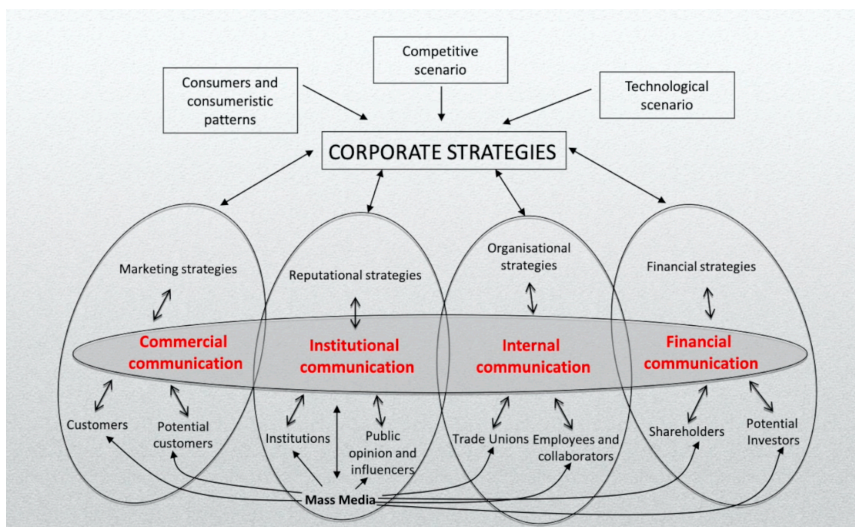 Competitive
scenario
Consumers and
consumeristic
patterns
Technological
scenario
CORPORATE STRATEGIES
Marketing strategies
Reputational strategies
Organisational
strategies
Financial strategies
Commercial
communication
Institutional
communication
Internal
communication
Financial
communication
Customers
Potential
customers
Institutions
Public
opinion and
influencers
Trade Unions
Employees and
collaborators
Shareholders
Potential
Investors
Mass Media